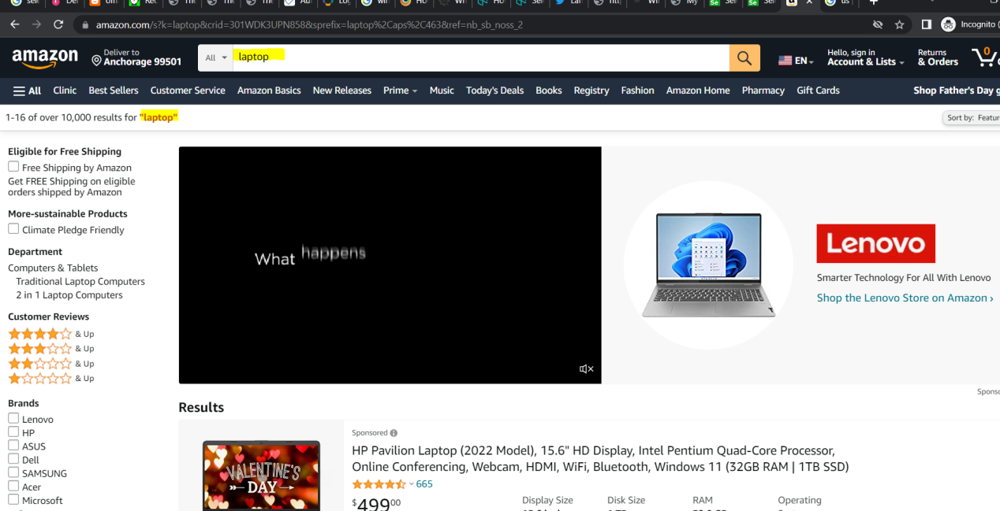 amazon.com/s?k=laptop&crid=301WDK3UPN858&sprefix=laptop%2Caps%2C463&ref=nb_sb_noss_2
Incognito
amazon
Deliver to
Anchorage 99501
All
laptop
EN
Hello, sign in
Account & Lists
Returns
& Orders
0
All Clinic Best Sellers Customer Service Amazon Basics New Releases Prime Music Today's Deals Books Registry Fashion Amazon Home Pharmacy Gift Cards Shop Father's Day
1-16 of over 10,000 results for "laptop"
Sort by:
Eligible for Free Shipping
Free Shipping by Amazon
Get FREE Shipping on eligible
orders shipped by Amazon
More-sustainable Products
Climate Pledge Friendly
Department
Computers & Tablets
Traditional Laptop Computers
2 in 1 Laptop Computers
Customer Reviews
& Up
& Up
& Up
& Up
Brands
Lenovo
HP
ASUS
Dell
SAMSUNG
Acer
Microsoft
What happens
Lenovo
Smarter Technology For All With Lenovo
Shop the Lenovo Store on Amazon ›
Results
Sponsored
HP Pavilion Laptop (2022 Model), 15.6" HD Display, Intel Pentium Quad-Core Processor,
Online Conferencing, Webcam, HDMI, WiFi, Bluetooth, Windows 11 (32GB RAM | 1TB SSD)
665
$49900
Display Size Disk Size RAM Operating
VALENTINE'S
DAY